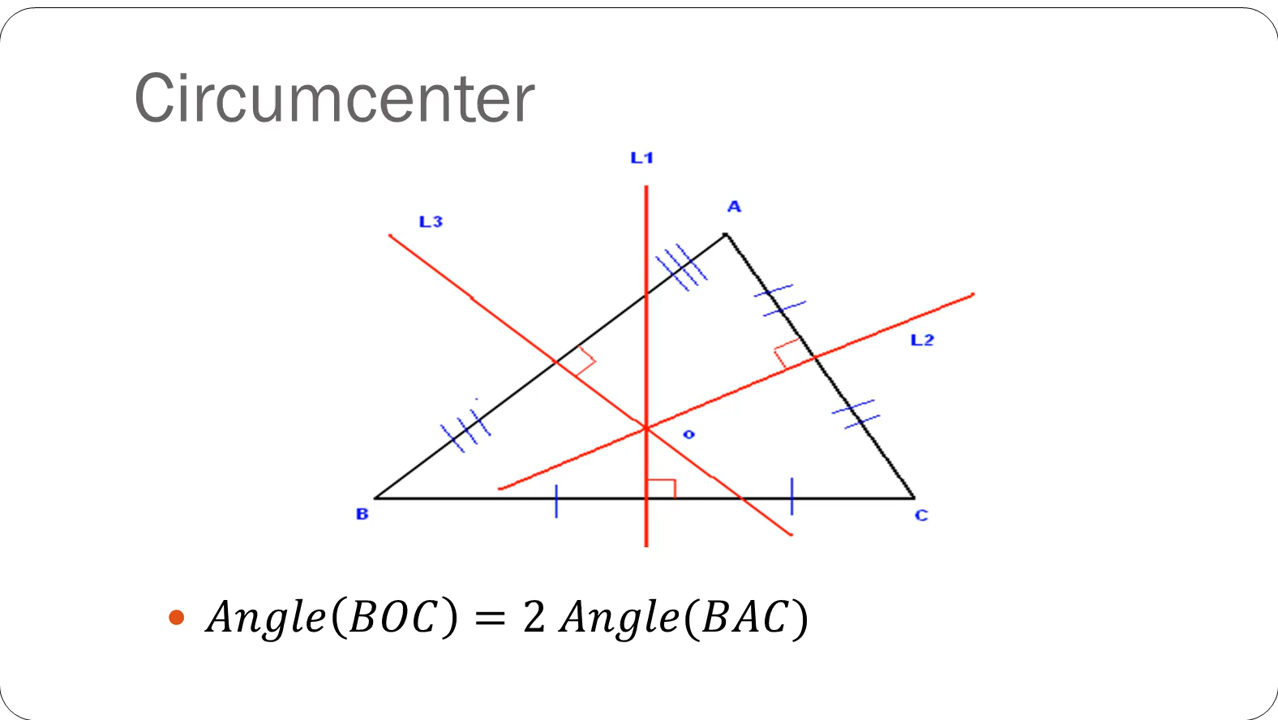 Circumcenter
L1
A
L3
L2
o
B
C
• 𝐴𝑛𝑔𝑙𝑒(𝐵𝑂𝐶) = 2 𝐴𝑛𝑔𝑙𝑒(𝐵𝐴𝐶)